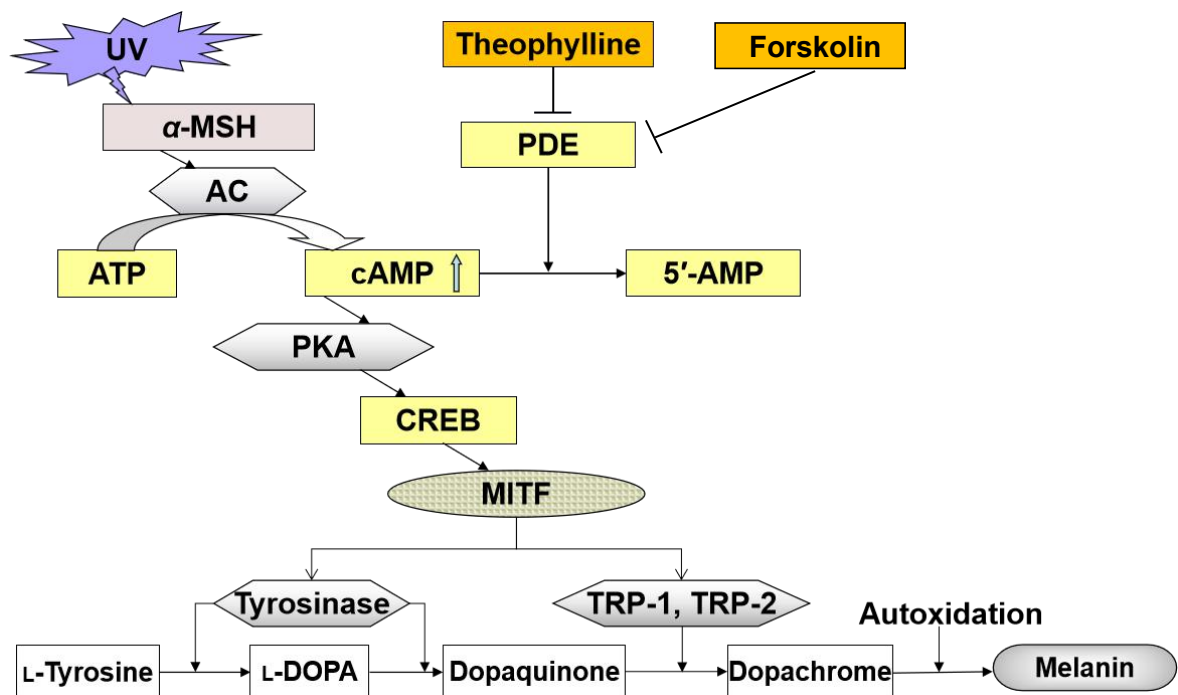 UV
Theophylline
Forskolin
α-MSH
PDE
AC
ATP
cAMP
5′-AMP
PKA
CREB
MITF
Tyrosinase
TRP-1, TRP-2
Autoxidation
L-Tyrosine
L-DOPA
Dopaquinone
Dopachrome
Melanin